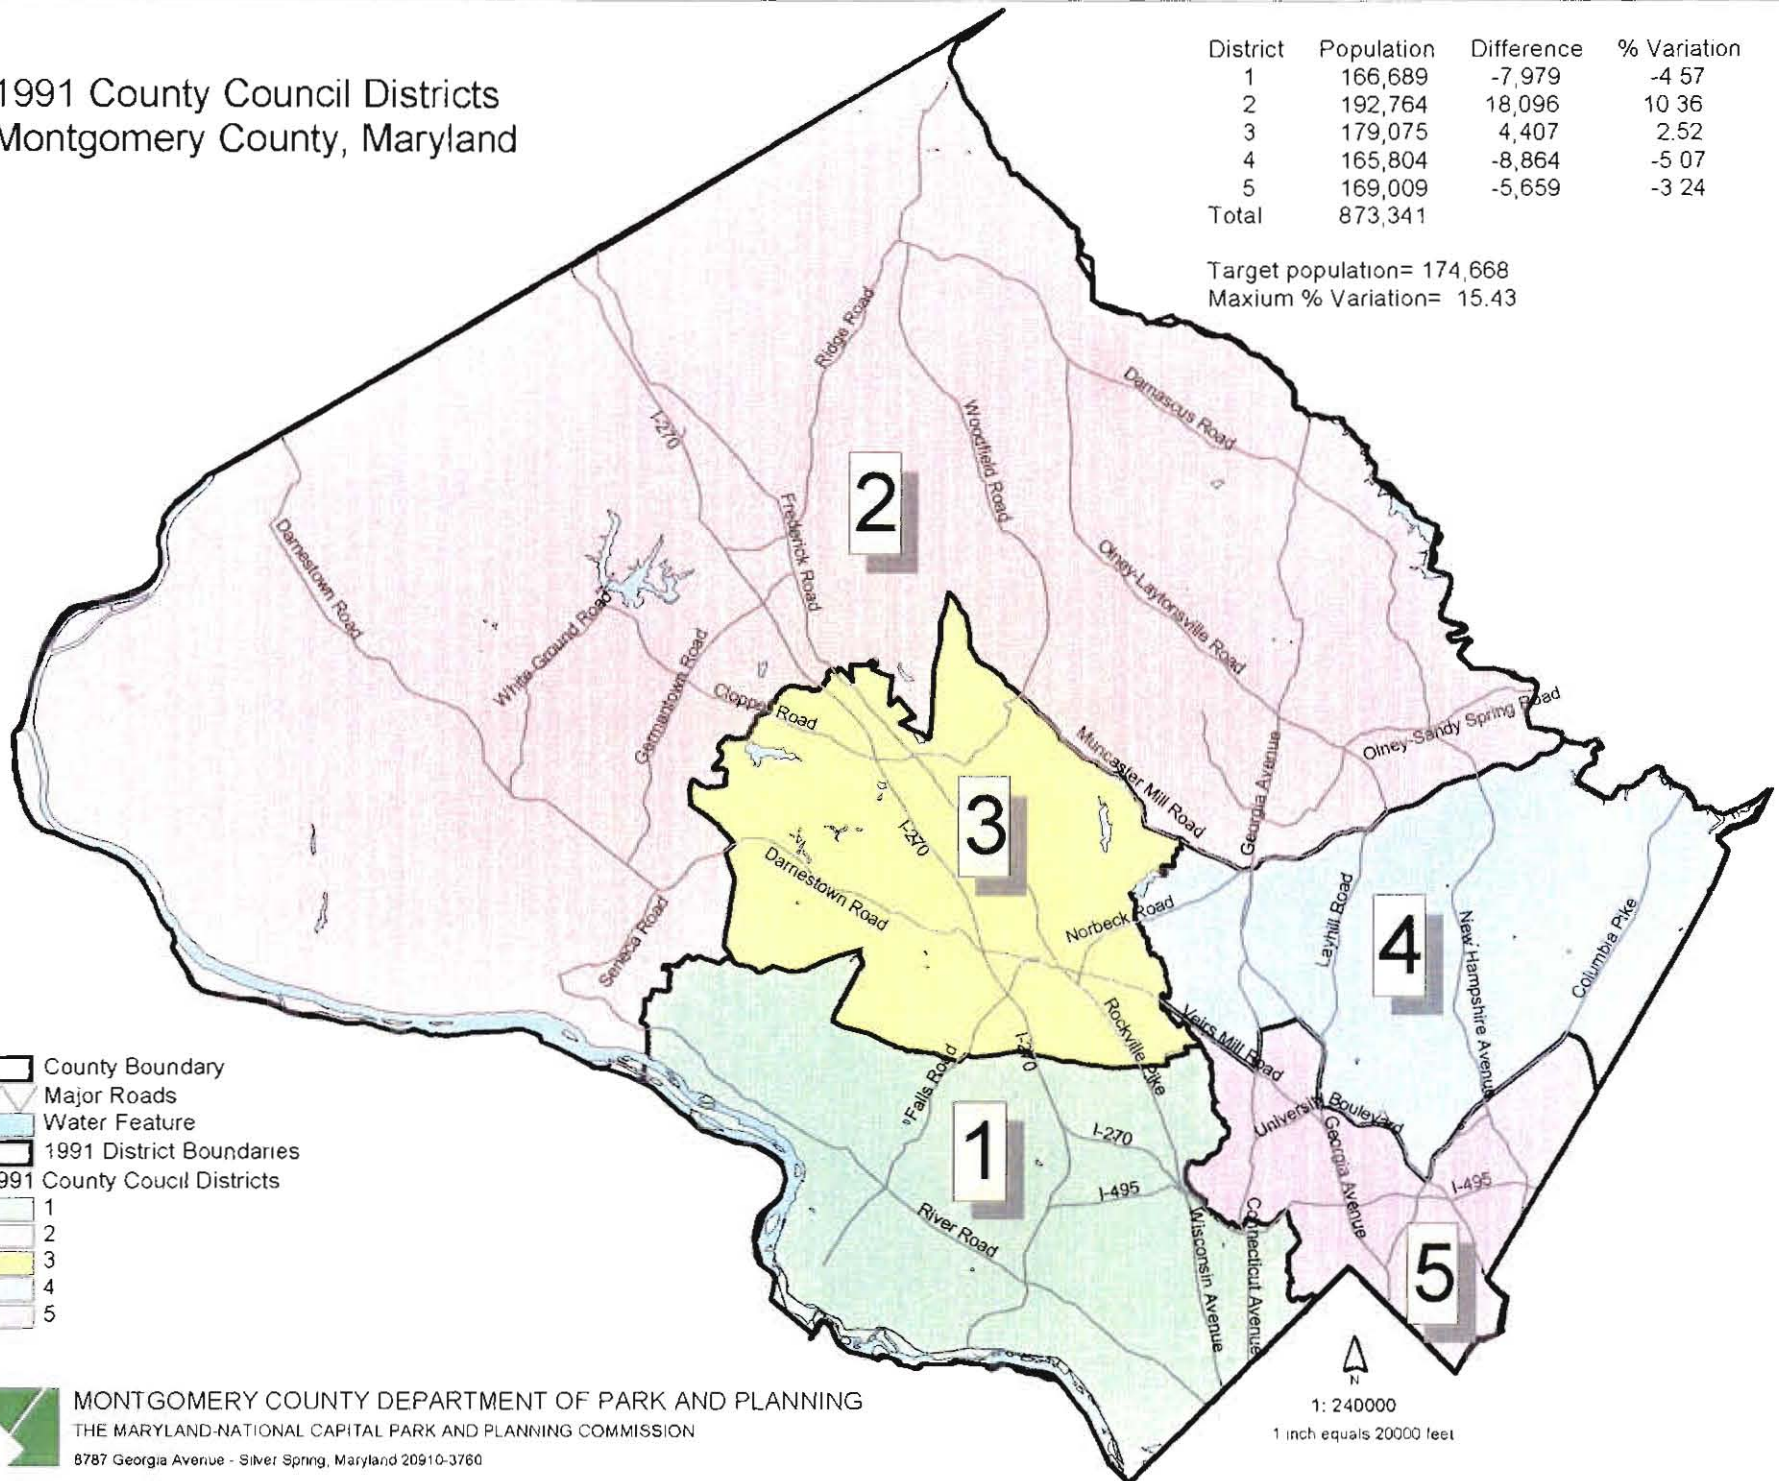 1991 County Council Districts
Montgomery County, Maryland
District Population Difference % Variation
1 166,689 -7,979 -4 57
2 192,764 18,096 10 36
3 179,075 4,407 2.52
4 165,804 -8,864 -5 07
5 169,009 -5,659 -3 24
Total 873,341
Target population= 174,668
Maxium % Variation= 15.43
Ridge Road
Damascus Road
I-270
Woodfield Road
2
Frederick Road
Darnestown Road
Olney-Laytonsville Road
White Ground Road
Germantown Road
Clopper Road
Olney-Sandy Spring Road
Muncaster Mill Road
Georgia Avenue
3
I-270
Darnestown Road
Norbeck Road
Layhill Road
4
New Hampshire Avenue
Columbia Pike
Seneca Road
Rockville Pike
Veirs Mill Road
I-270
Falls Road
University Boulevard
Georgia Avenue
1
I-270
I-495
I-495
River Road
Wisconsin Avenue
Connecticut Avenue
5
County Boundary
Major Roads
Water Feature
1991 District Boundaries
991 County Coucil Districts
1
2
3
4
5
N
1: 240000
1 inch equals 20000 feet
MONTGOMERY COUNTY DEPARTMENT OF PARK AND PLANNING
THE MARYLAND-NATIONAL CAPITAL PARK AND PLANNING COMMISSION
8787 Georgia Avenue - Silver Spring, Maryland 20910-3760